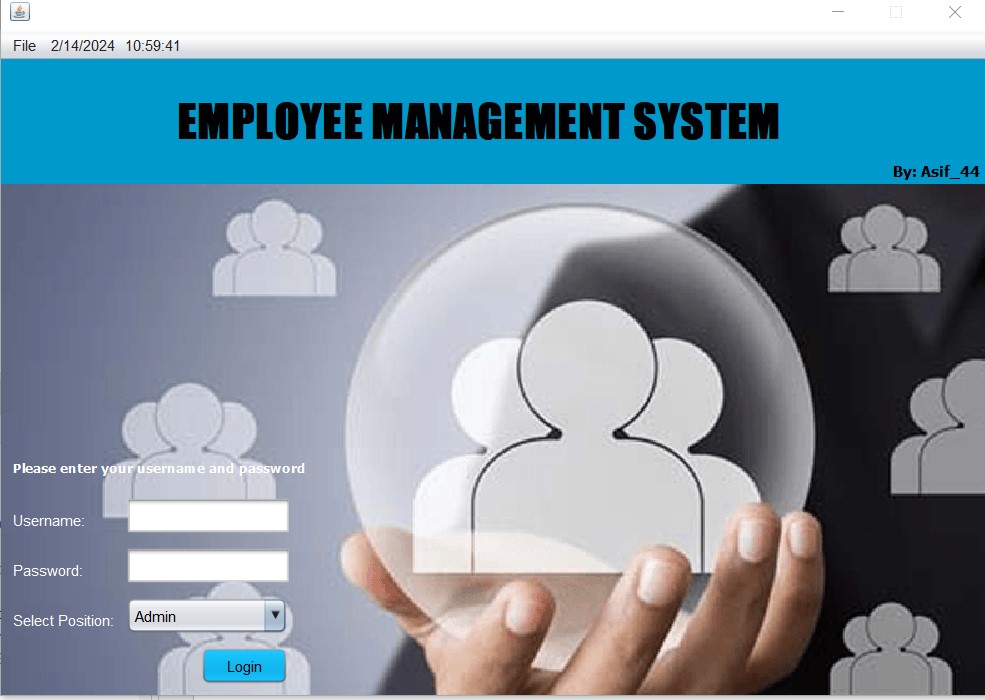 File 2/14/2024 10:59:41
EMPLOYEE MANAGEMENT SYSTEM
By: Asif_44
Please enter your username and password
Username:
Password:
Select Position: Admin
Login